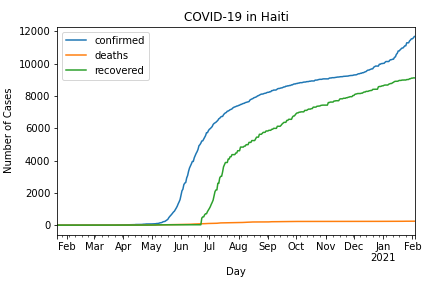 COVID-19 in Haiti
12000
10000
8000
6000
4000
2000
0
Number of Cases
confirmed
deaths
recovered
Feb Mar Apr May Jun Jul Aug Sep Oct Nov Dec Jan Feb
2021
Day